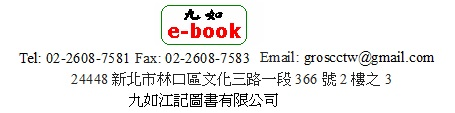 九如
e-book
Tel: 02-2608-7581 Fax: 02-2608-7583 Email: groscctw@gmail.com
24448 新北市林口區文化三路一段 366 號 2 樓之 3
九如江記圖書有限公司